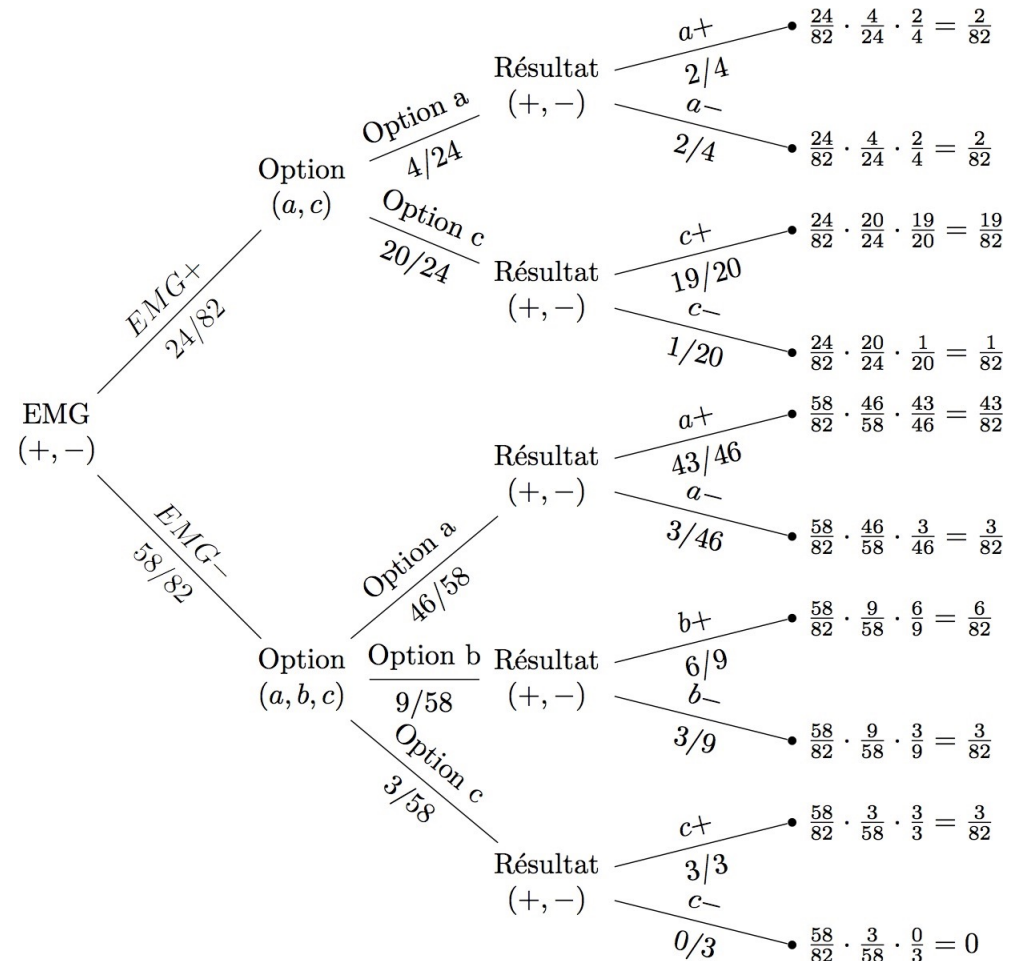 a+
24/82 · 4/24 · 2/4 = 2/82
2/4
Résultat
(+, −)
a−
2/4
24/82 · 4/24 · 2/4 = 2/82
Option a
4/24
Option
(a, c)
Option c
20/24
c+
24/82 · 20/24 · 19/20 = 19/82
19/20
Résultat
(+, −)
c−
1/20
24/82 · 20/24 · 1/20 = 1/82
EMG+
24/82
EMG
(+, −)
EMG−
58/82
a+
58/82 · 46/58 · 43/46 = 43/82
43/46
Résultat
(+, −)
a−
3/46
58/82 · 46/58 · 3/46 = 3/82
Option a
46/58
Option
(a, b, c)
Option b
9/58
Résultat
(+, −)
b+
58/82 · 9/58 · 6/9 = 6/82
6/9
b−
3/9
58/82 · 9/58 · 3/9 = 3/82
Option c
3/58
c+
58/82 · 3/58 · 3/3 = 3/82
3/3
Résultat
(+, −)
c−
0/3
58/82 · 3/58 · 0/3 = 0